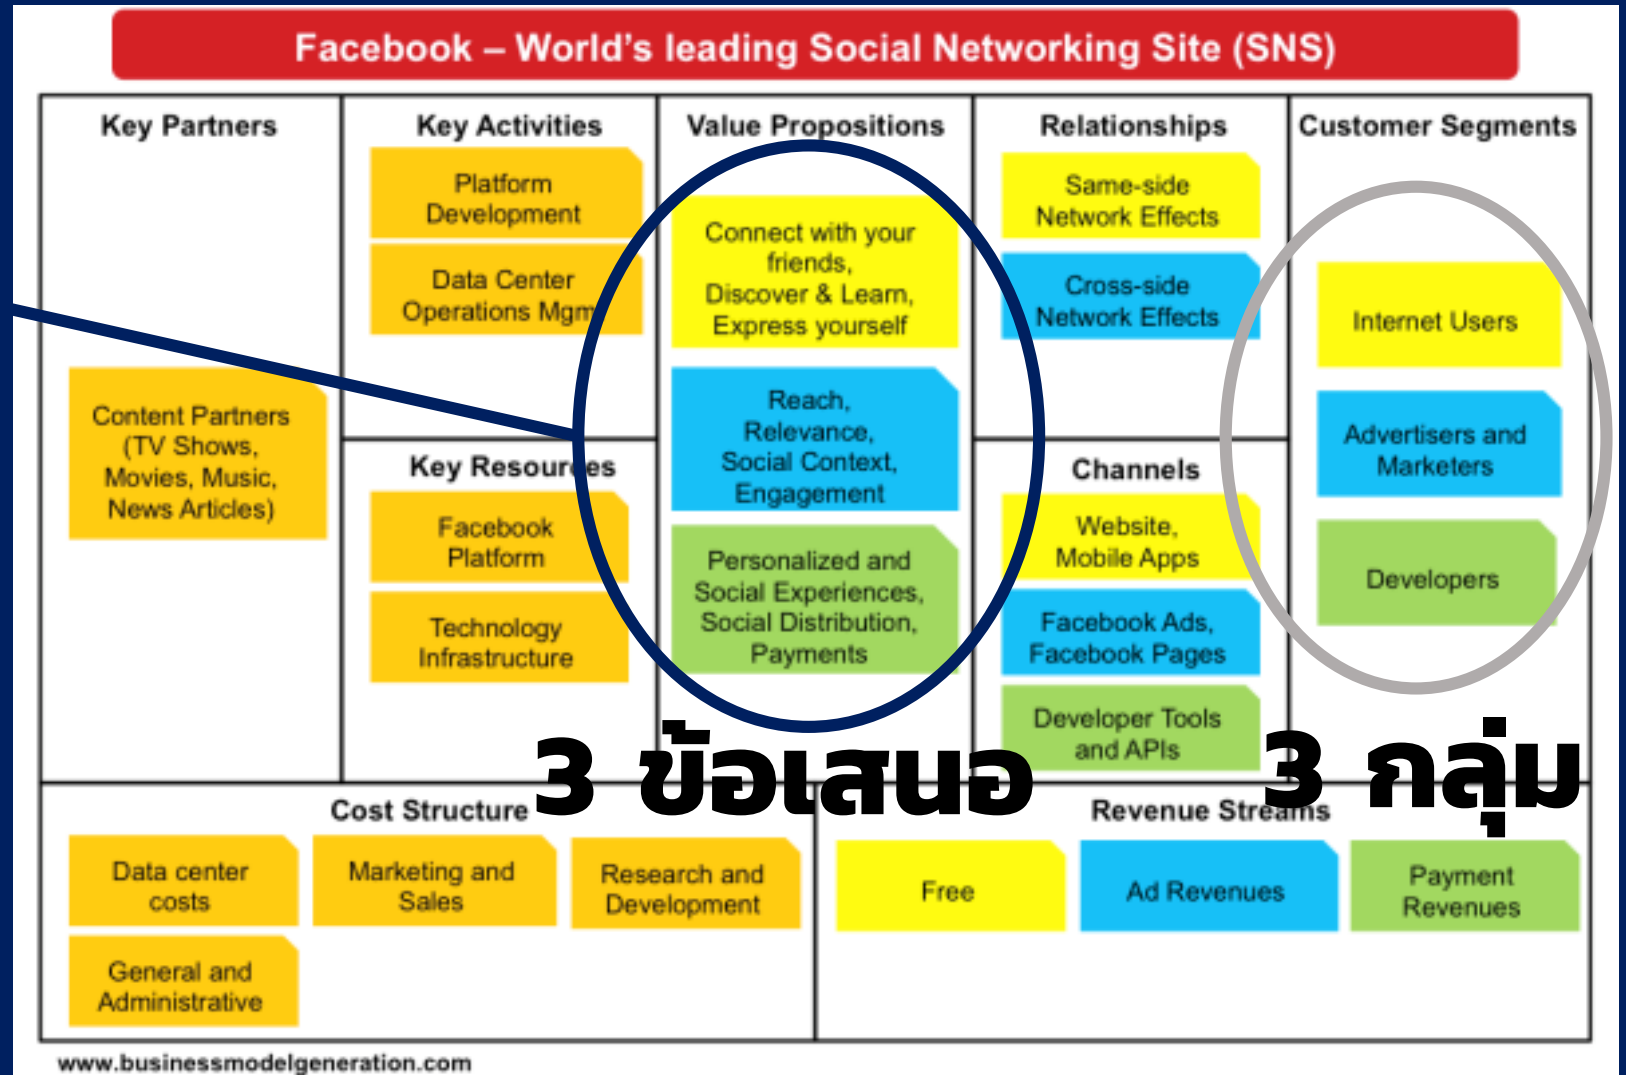 Facebook – World's leading Social Networking Site (SNS)
Key Partners
Content Partners
(TV Shows,
Movies, Music,
News Articles)
Key Activities
Platform
Development
Data Center
Operations Mgm
Key Resources
Facebook
Platform
Technology
Infrastructure
Value Propositions
Connect with your
friends,
Discover & Learn,
Express yourself
Reach,
Relevance,
Social Context,
Engagement
Personalized and
Social Experiences,
Social Distribution,
Payments
3 ข้อเสนอ
Relationships
Same-side
Network Effects
Cross-side
Network Effects
Channels
Website,
Mobile Apps
Facebook Ads,
Facebook Pages
Developer Tools
and APIs
Customer Segments
Internet Users
Advertisers and
Marketers
Developers
3 กลุ่ม
Cost Structure
Data center
costs
Marketing and
Sales
Research and
Development
General and
Administrative
Revenue Streams
Free
Ad Revenues
Payment
Revenues
www.businessmodelgeneration.com